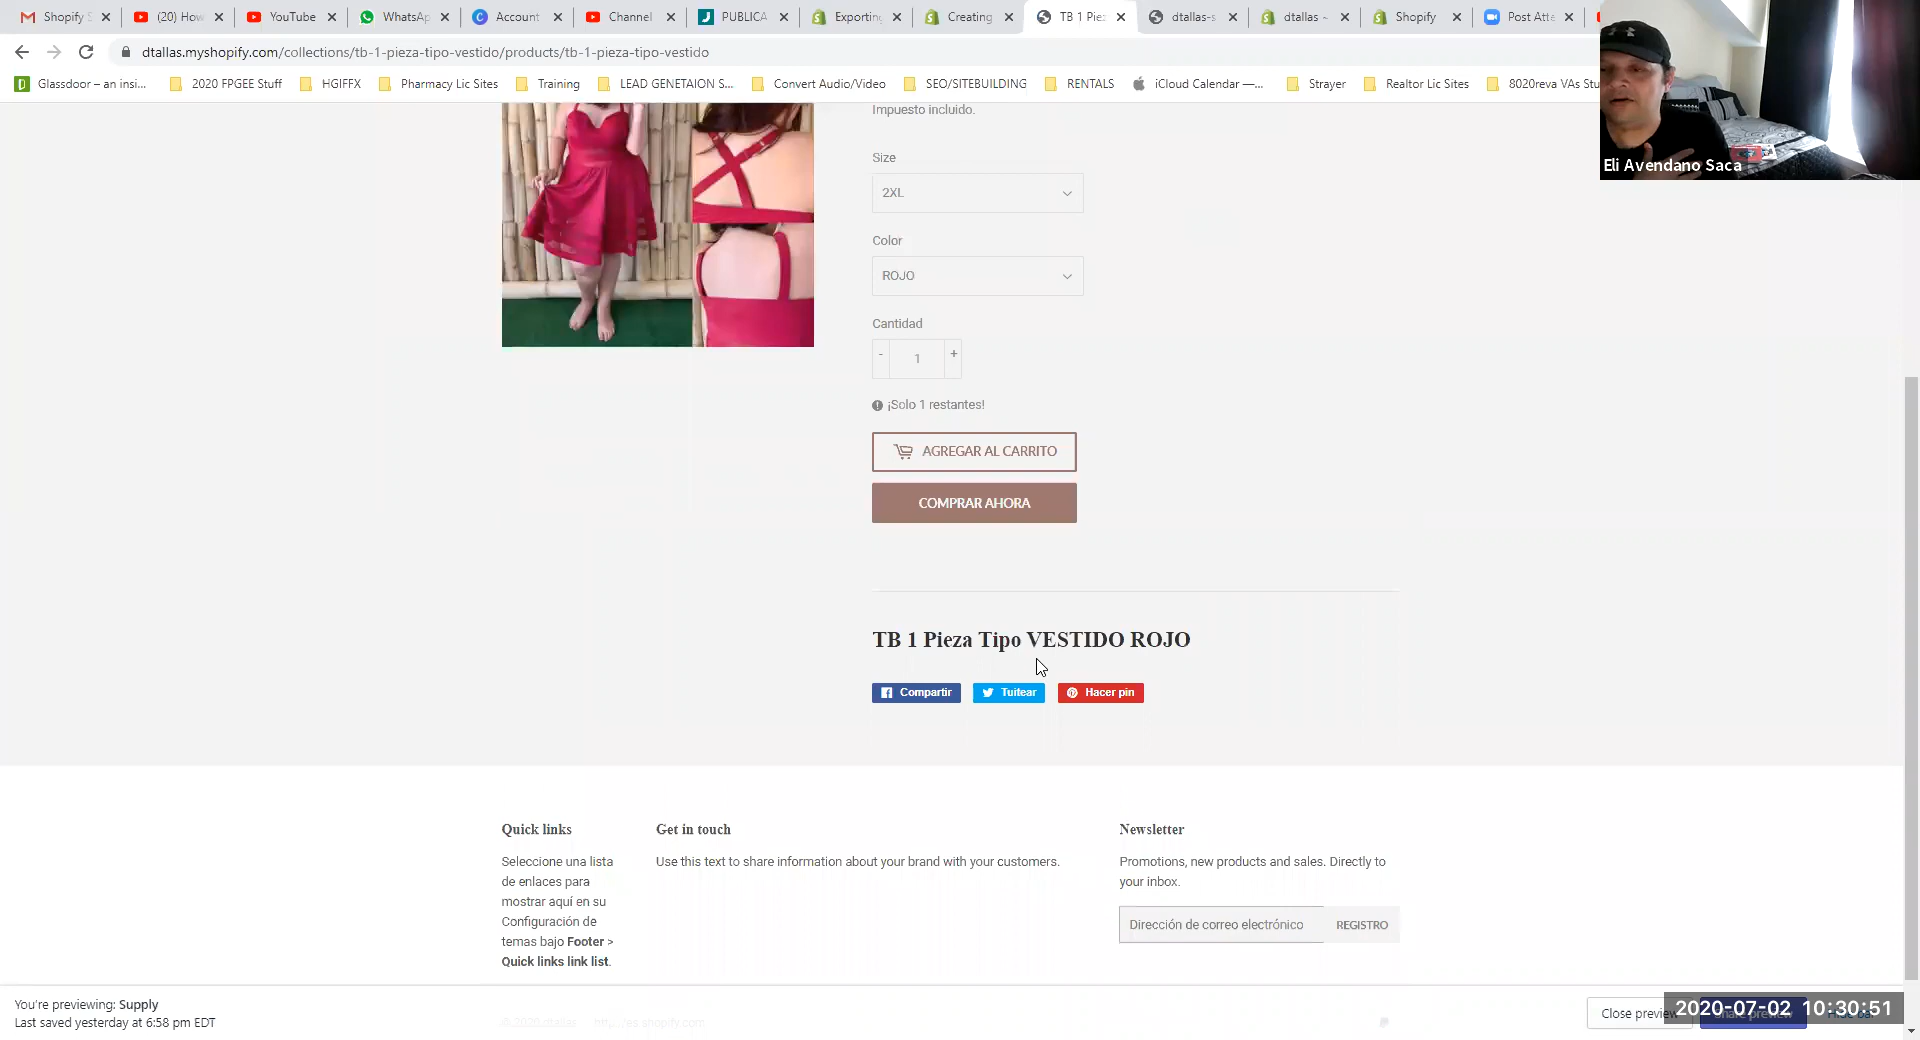 Shopify S
(20) How
YouTube
WhatsAp
Account
Channel
PUBLICA
Exporting
Creating
TB 1 Piez
dtallas-s
dtallas ~
Shopify
Post Atte
dtallas.myshopify.com/collections/tb-1-pieza-tipo-vestido/products/tb-1-pieza-tipo-vestido
Glassdoor – an insi...
2020 FPGEE Stuff
HGIFFX
Pharmacy Lic Sites
Training
LEAD GENETAION S...
Convert Audio/Video
SEO/SITEBUILDING
RENTALS
iCloud Calendar —...
Strayer
Realtor Lic Sites
8020reva VAs Stu
Eli Avendano Saca
Impuesto incluido.
Size
2XL
Color
ROJO
Cantidad
- 1 +
¡Solo 1 restantes!
AGREGAR AL CARRITO
COMPRAR AHORA
TB 1 Pieza Tipo VESTIDO ROJO
Compartir
Tuitear
Hacer pin
Quick links
Seleccione una lista
de enlaces para
mostrar aquí en su
Configuración de
temas bajo Footer >
Quick links link list.
Get in touch
Use this text to share information about your brand with your customers.
Newsletter
Promotions, new products and sales. Directly to
your inbox.
Dirección de correo electrónico
REGISTRO
You're previewing: Supply
Last saved yesterday at 6:58 pm EDT
© 2020 dtallas
Close preview
2020-07-02 10:30:51